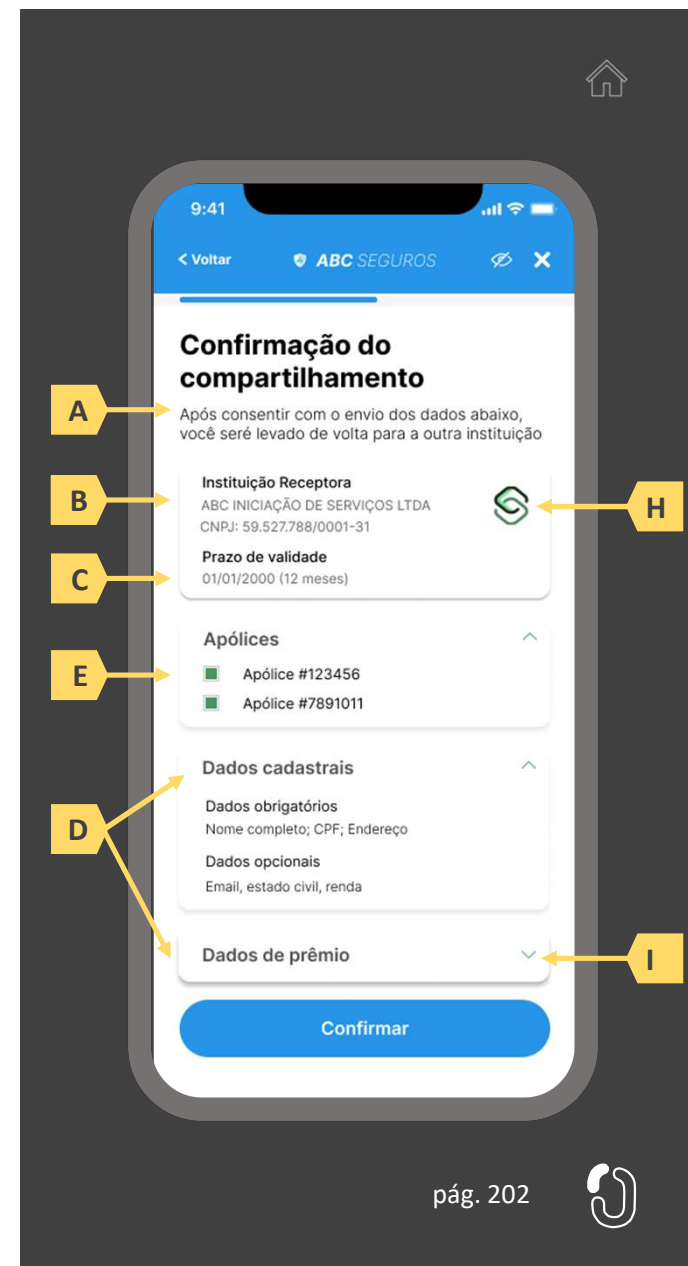 9:41
< Voltar
ABC SEGUROS
Confirmação do
compartilhamento
A
Após consentir com o envio dos dados abaixo,
você seré levado de volta para a outra instituição
Instituição Receptora
B
ABC INICIAÇÃO DE SERVIÇOS LTDA
H
CNPJ: 59.527.788/0001-31
Prazo de validade
C
01/01/2000 (12 meses)
Apólices
E
Apólice #123456
Apólice #7891011
Dados cadastrais
Dados obrigatórios
D
Nome completo; CPF; Endereço
Dados opcionais
Email, estado civil, renda
Dados de prêmio
I
Confirmar
pág. 202